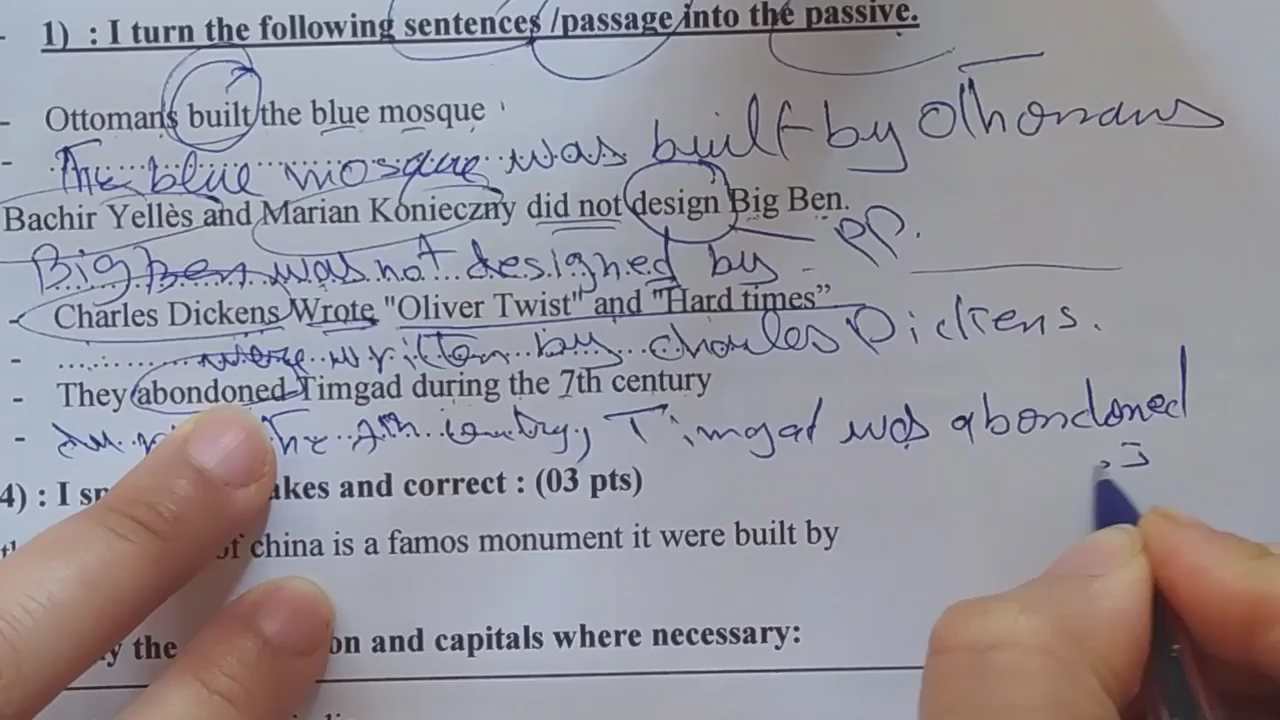 - 1) : I turn the following sentences /passage into the passive.
- Ottomans built the blue mosque
- The blue mosque was built by Othomans
Bachir Yellès and Marian Konieczny did not design Big Ben.
Big ben was not designed by - PP.
- Charles Dickens Wrote "Oliver Twist" and "Hard times”
- were written by charles Dickens.
- They abondoned Timgad during the 7th century
- the 7th Timgad was abondoned
4) : I akes and correct : (03 pts)
of china is a famos monument it were built by
y the on and capitals where necessary: